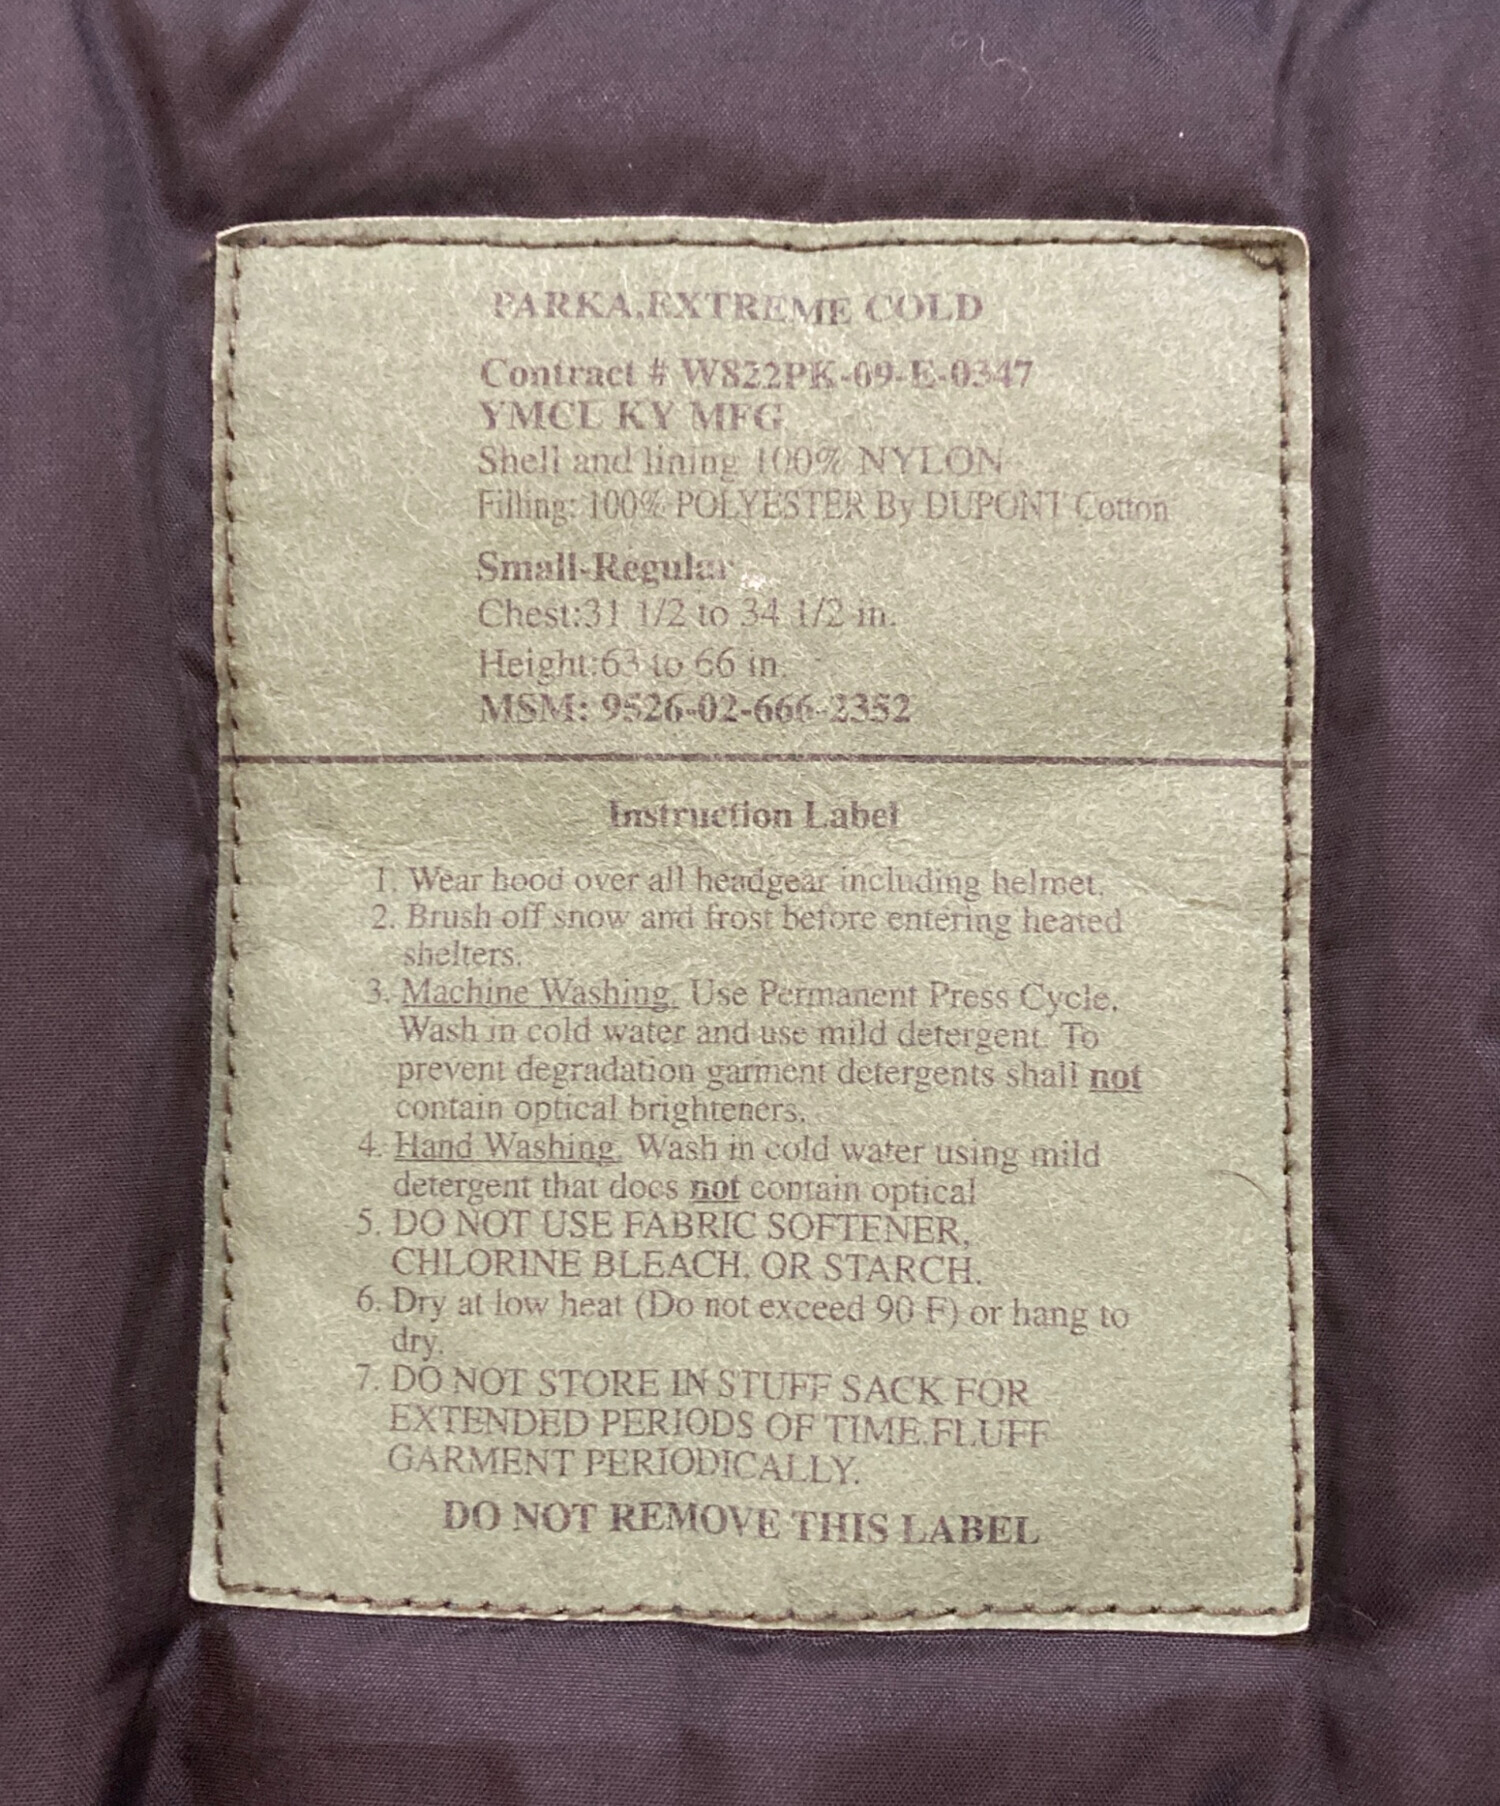 PARKA,EXTREME COLD
Contract # W822PK-09-E-0347
YMCL KY MFG
Shell and lining 100% NYLON
Filling: 100% POLYESTER By DUPONT Cotton
Small-Regular
Chest:31 1/2 to 34 1/2 in.
Height:63 to 66 in.
MSM: 9526-02-666-2352
Instruction Label
1. Wear hood over all headgear including helmet.
2. Brush off snow and frost before entering heated
shelters.
3. Machine Washing. Use Permanent Press Cycle.
Wash in cold water and use mild detergent. To
prevent degradation garment detergents shall not
contain optical brighteners.
4. Hand Washing. Wash in cold water using mild
detergent that does not contain optical
5. DO NOT USE FABRIC SOFTENER,
CHLORINE BLEACH, OR STARCH.
6. Dry at low heat (Do not exceed 90 F) or hang to
dry.
7. DO NOT STORE IN STUFF SACK FOR
EXTENDED PERIODS OF TIME.FLUFF
GARMENT PERIODICALLY.
DO NOT REMOVE THIS LABEL